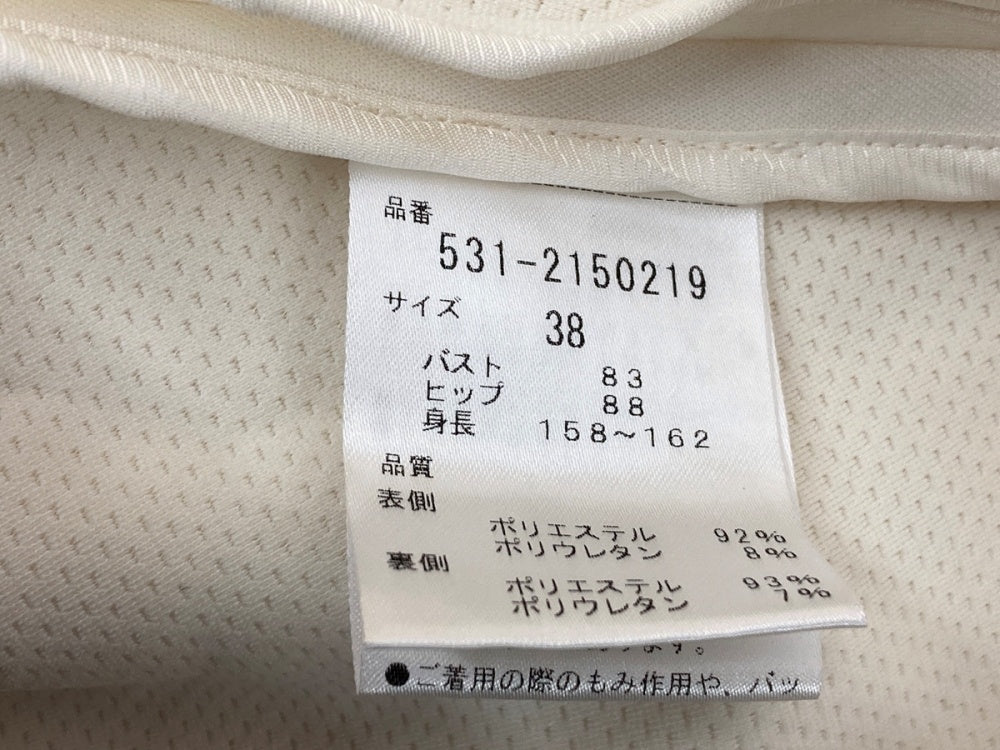 品番
531-2150219
サイズ
38
バスト 83
ヒップ 88
身長 158～162
品質
表側
ポリエステル 92%
ポリウレタン 8%
裏側
ポリエステル 93%
ポリウレタン 7%
ます。
●ご着用の際のもみ作用や、バッ